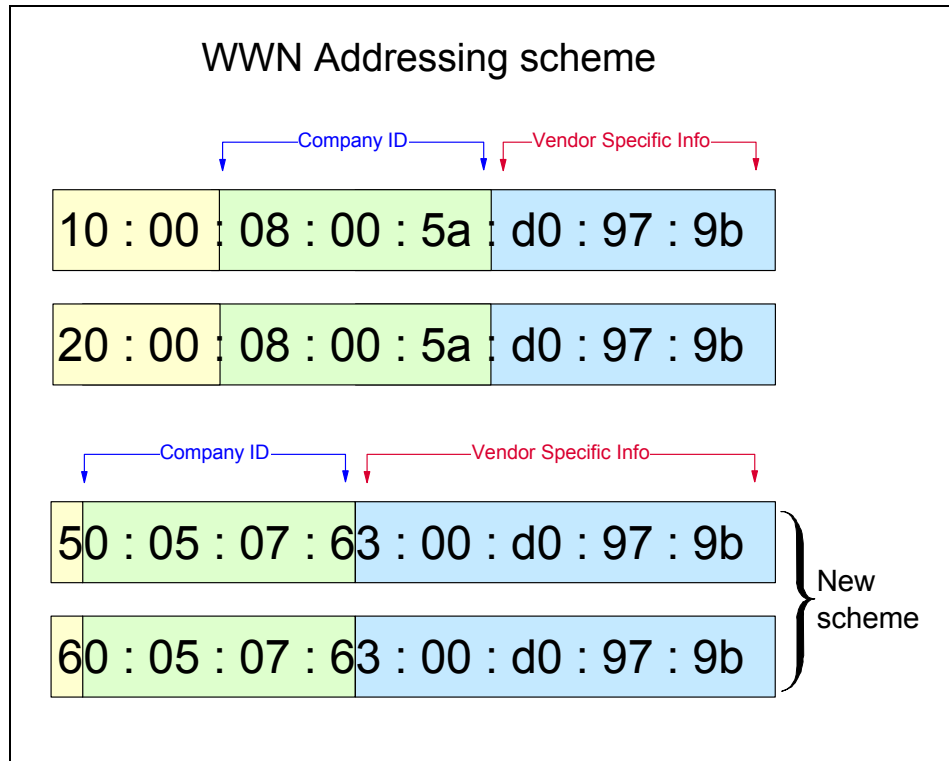 WWN Addressing scheme
Company ID Vendor Specific Info
10 : 00 : 08 : 00 : 5a : d0 : 97 : 9b
20 : 00 : 08 : 00 : 5a : d0 : 97 : 9b
Company ID Vendor Specific Info
50 : 05 : 07 : 63 : 00 : d0 : 97 : 9b
60 : 05 : 07 : 63 : 00 : d0 : 97 : 9b
New
scheme